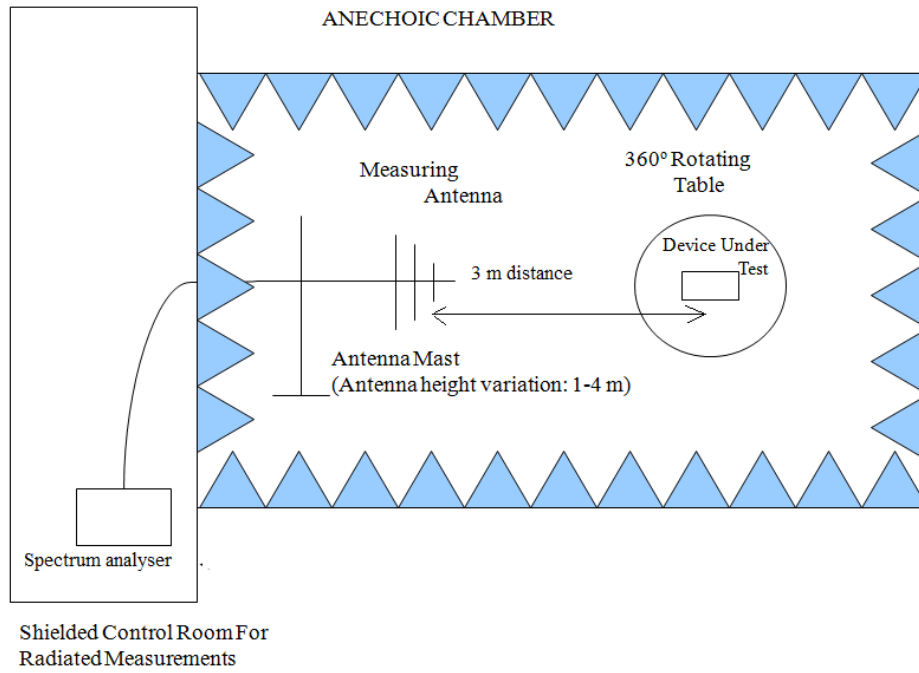 ANECHOIC CHAMBER
Measuring
Antenna
360º Rotating
Table
Device Under
Test
3 m distance
Antenna Mast
(Antenna height variation: 1-4 m)
Spectrum analyser
Shielded Control Room For
Radiated Measurements